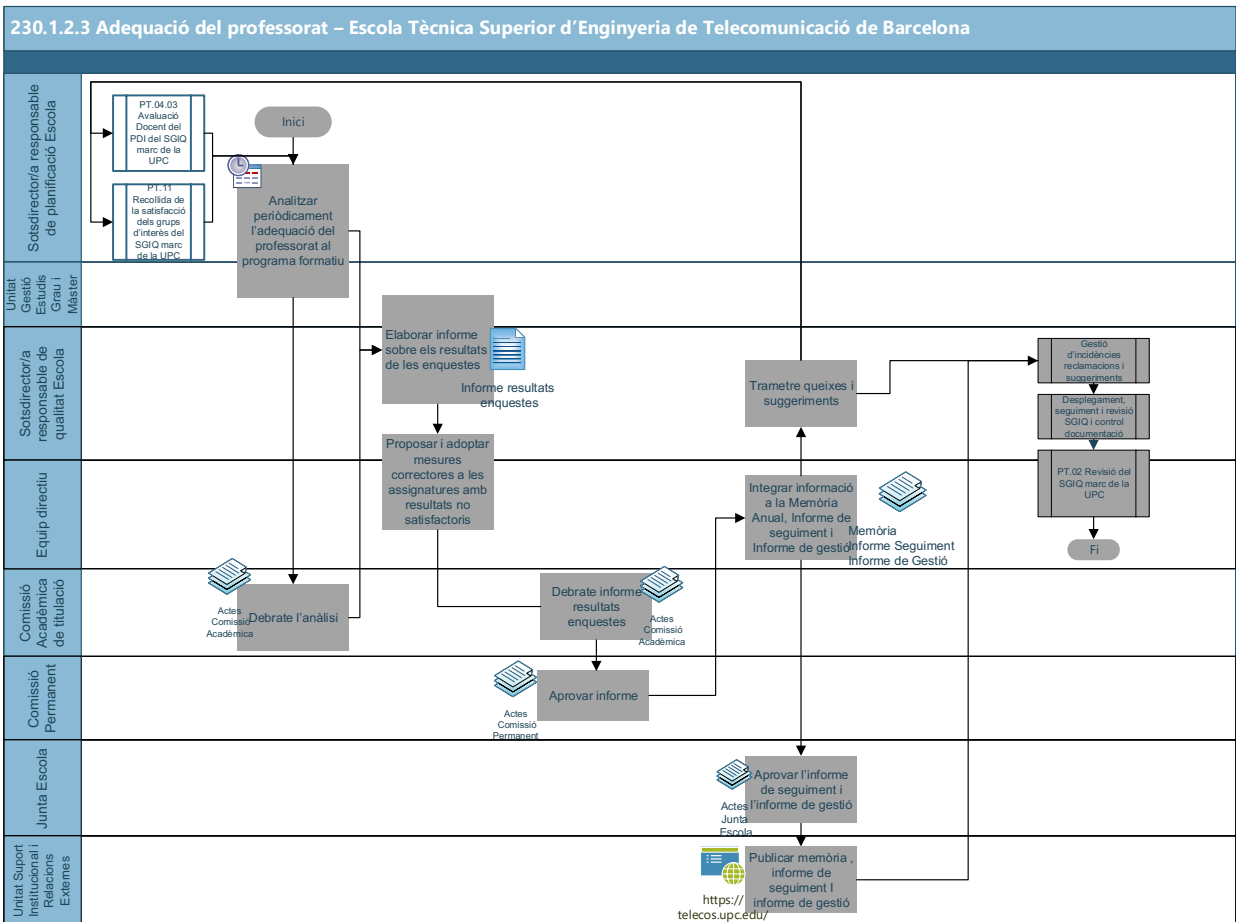 230.1.2.3 Adequació del professorat – Escola Tècnica Superior d'Enginyeria de Telecomunicació de Barcelona
Sotsdirector/a responsable
de planificació Escola
PT.04.03
Avaluació
Docent del
PDI del SGIQ
marc de la
UPC
PT.11
Recollida de
la satisfacció
dels grups
d'interès del
SGIQ marc
de la UPC
Inici
Analitzar
periòdicament
l'adequació del
professorat al
programa formatiu
Unitat
Gestió
Estudis
Grau i
Màster
Elaborar informe
sobre els resultats
de les enquestes
Informe resultats
enquestes
Sotsdirector/a
responsable de
qualitat Escola
Proposar i adoptar
mesures
correctores a les
assignatures amb
resultats no
satisfactoris
Trametre queixes i
suggeriments
Gestió
d'incidències
reclamacions i
suggeriments
Desplegament,
seguiment i revisió
SGIQ i control
documentació
PT.02 Revisió del
SGIQ marc de la
UPC
Fi
Equip directiu
Integrar informació
a la Memòria
Anual, Informe de
seguiment i
Informe de gestió
Memòria
Informe Seguiment
Informe de Gestió
Comissió
Acadèmica
de titulació
Actes
Comissió
Acadèmica
Debatre l'anàlisi
Debatre informe
resultats
enquestes
Actes
Comissió
Acadèmica
Comissió
Permanent
Actes
Comissió
Permanent
Aprovar informe
Junta Escola
Actes
Junta
Escola
Aprovar l'informe
de seguiment i
l'informe de gestió
Unitat Suport
Institucional i
Relacions
Externes
https://
telecos.upc.edu/
Publicar memòria ,
informe de
seguiment I
informe de gestió